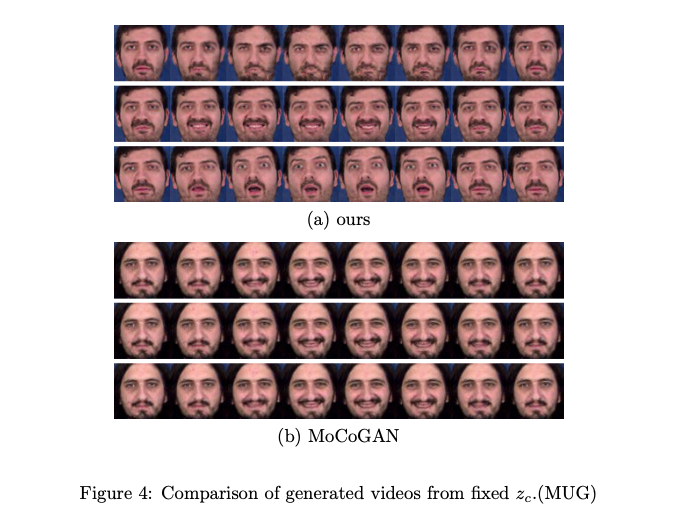 (a) ours
(b) MoCoGAN
Figure 4: Comparison of generated videos from fixed z_c.(MUG)